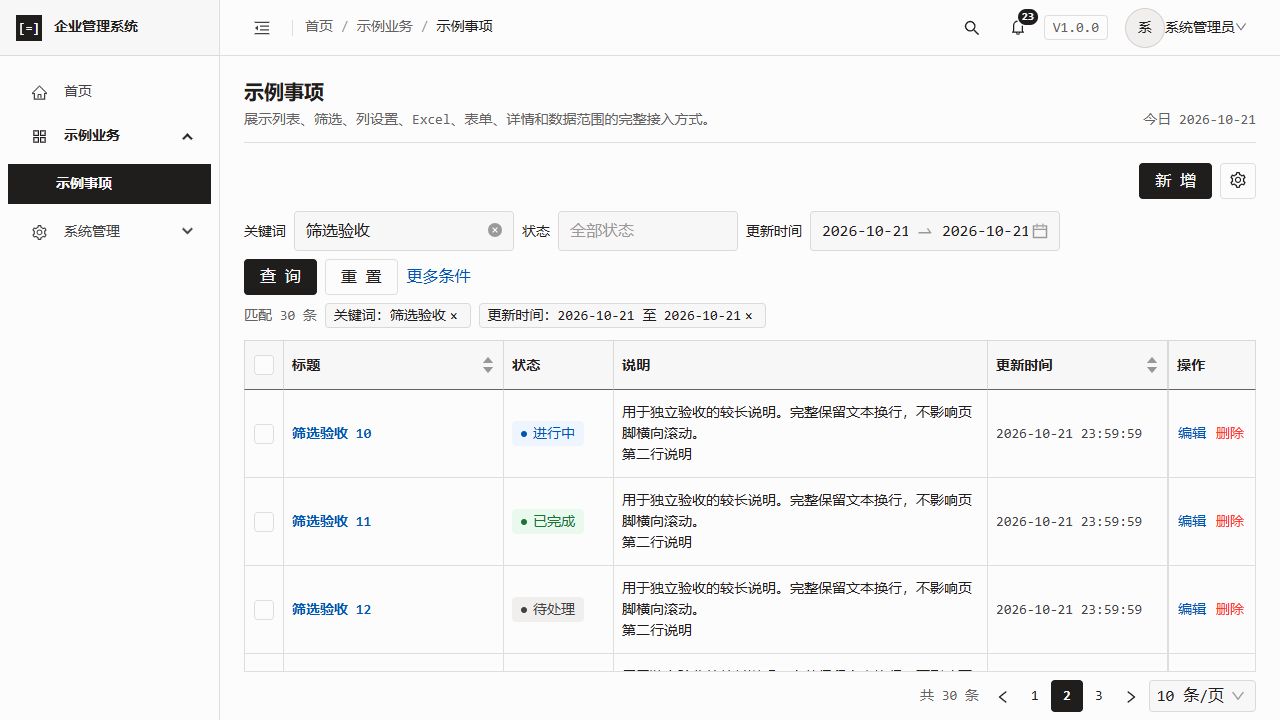 [=] 企业管理系统
首页 / 示例业务 / 示例事项
23
V1.0.0
系 系统管理员
首页
示例业务
示例事项
系统管理
示例事项
展示列表、筛选、列设置、Excel、表单、详情和数据范围的完整接入方式。
今日 2026-10-21
新 增
关键词 筛选验收 状态 全部状态 更新时间 2026-10-21 → 2026-10-21
查 询 重 置 更多条件
匹配 30 条 关键词: 筛选验收 × 更新时间: 2026-10-21 至 2026-10-21 ×
标题 状态 说明 更新时间 操作
筛选验收 10 进行中 用于独立验收的较长说明。完整保留文本换行，不影响页
脚横向滚动。
第二行说明
2026-10-21 23:59:59 编辑 删除
筛选验收 11 已完成 用于独立验收的较长说明。完整保留文本换行，不影响页
脚横向滚动。
第二行说明
2026-10-21 23:59:59 编辑 删除
筛选验收 12 待处理 用于独立验收的较长说明。完整保留文本换行，不影响页
脚横向滚动。
第二行说明
2026-10-21 23:59:59 编辑 删除
共 30 条 1 2 3 10 条/页